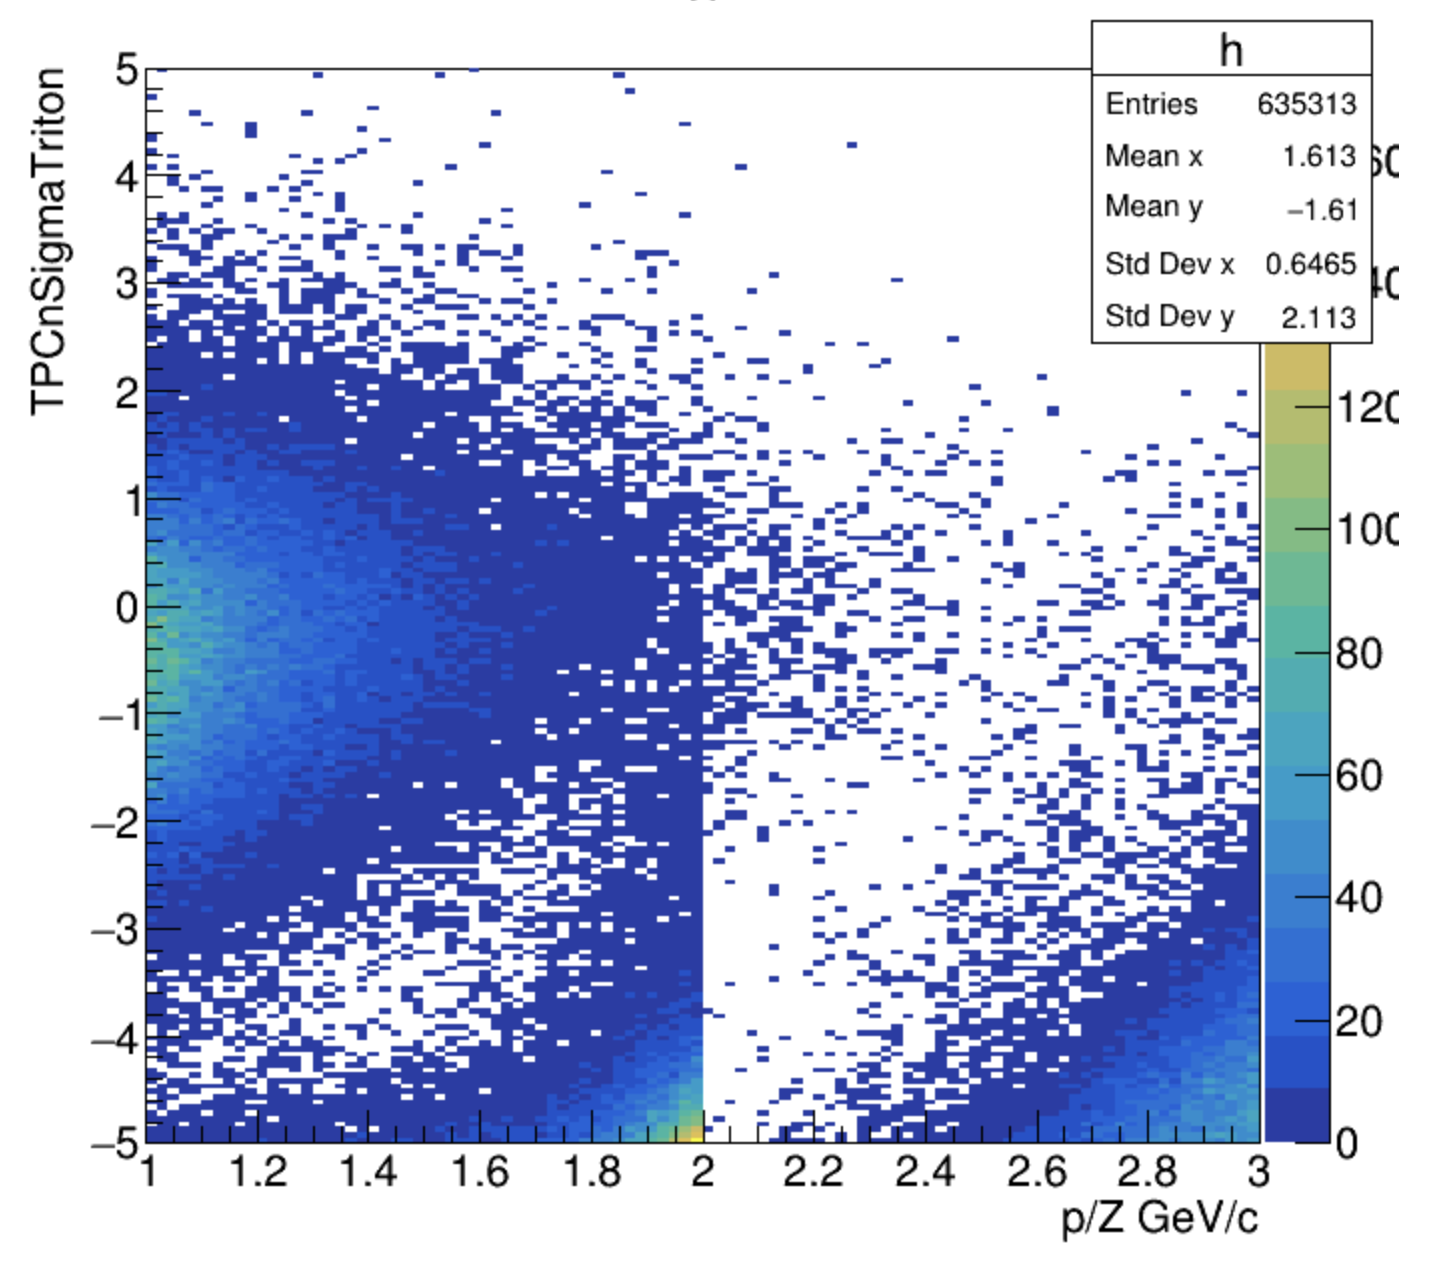 h
Entries 635313
Mean x 1.613
Mean y −1.61
Std Dev x 0.6465
Std Dev y 2.113
TPCnSigmaTriton
5
4
3
2
1
0
−1
−2
−3
−4
−5
1 1.2 1.4 1.6 1.8 2 2.2 2.4 2.6 2.8 3
p/Z GeV/c
120
100
80
60
40
20
0